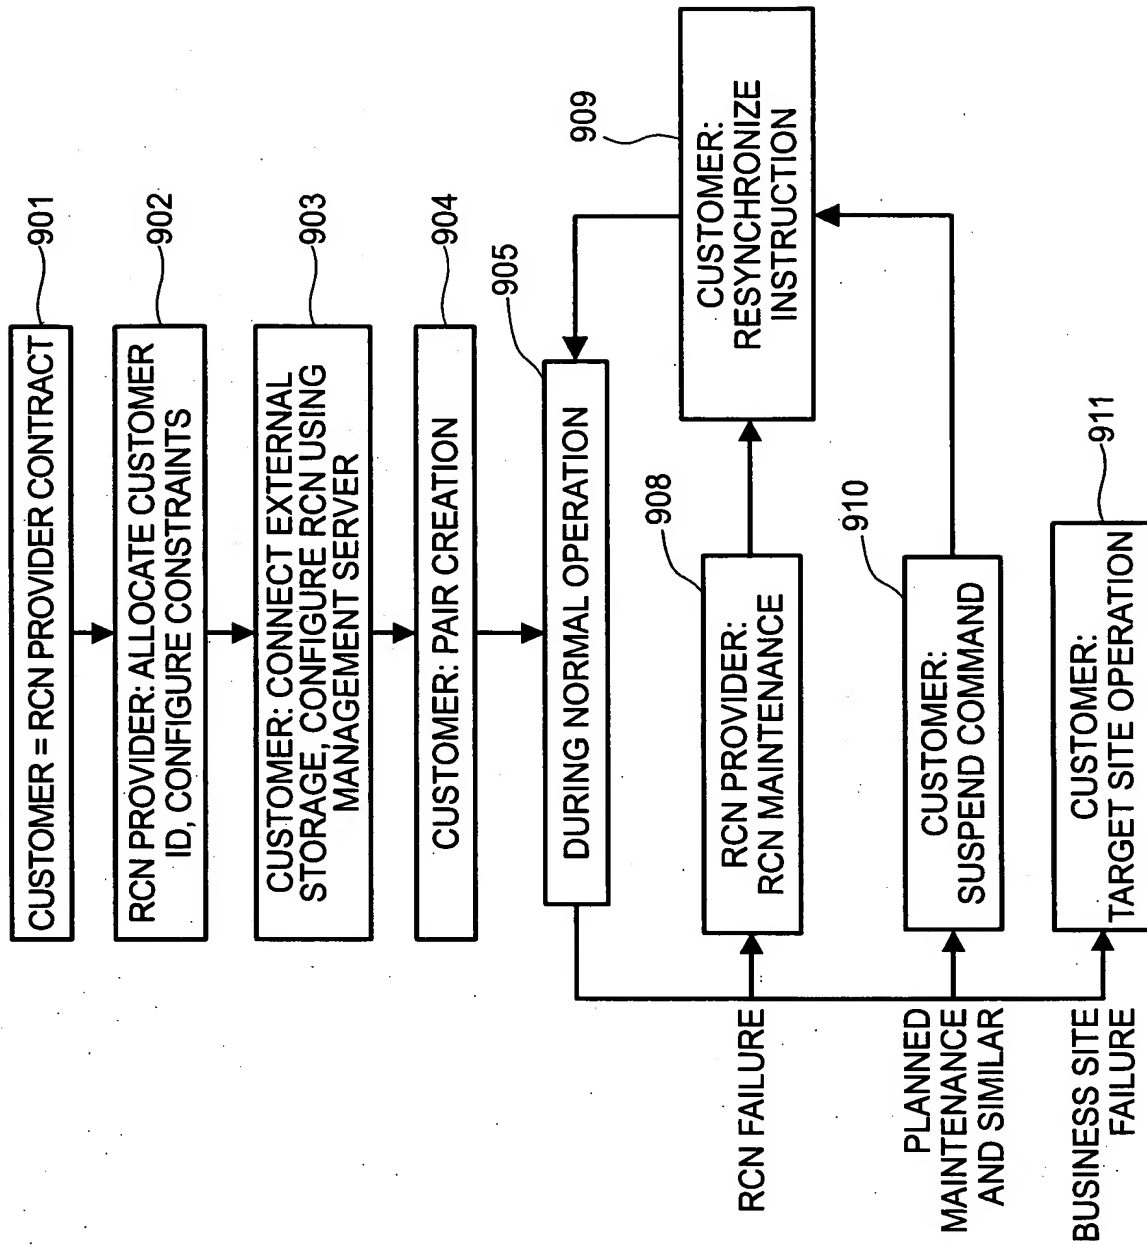 CUSTOMER = RCN PROVIDER CONTRACT
901
RCN PROVIDER: ALLOCATE CUSTOMER
ID, CONFIGURE CONSTRAINTS
902
CUSTOMER: CONNECT EXTERNAL
STORAGE, CONFIGURE RCN USING
MANAGEMENT SERVER
903
CUSTOMER: PAIR CREATION
904
DURING NORMAL OPERATION
905
RCN FAILURE
RCN PROVIDER:
RCN MAINTENANCE
908
CUSTOMER:
RESYNCHRONIZE
INSTRUCTION
909
PLANNED
MAINTENANCE
AND SIMILAR
CUSTOMER:
SUSPEND COMMAND
910
BUSINESS SITE
FAILURE
CUSTOMER:
TARGET SITE OPERATION
911